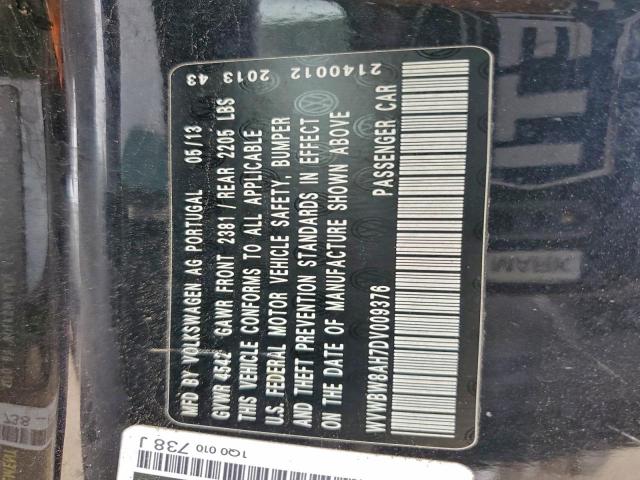 MFD BY VOLKSWAGEN AG PORTUGAL 05/13 2013 43 2140012
GVWR 4542 GAWR FRONT 2381 / REAR 2205 LBS
THIS VEHICLE CONFORMS TO ALL APPLICABLE
U.S. FEDERAL MOTOR VEHICLE SAFETY, BUMPER
AND THEFT PREVENTION STANDARDS IN EFFECT
ON THE DATE OF MANUFACTURE SHOWN ABOVE
PASSENGER CAR
WVWBW8AH7DV009376
1Q0 010 738 J